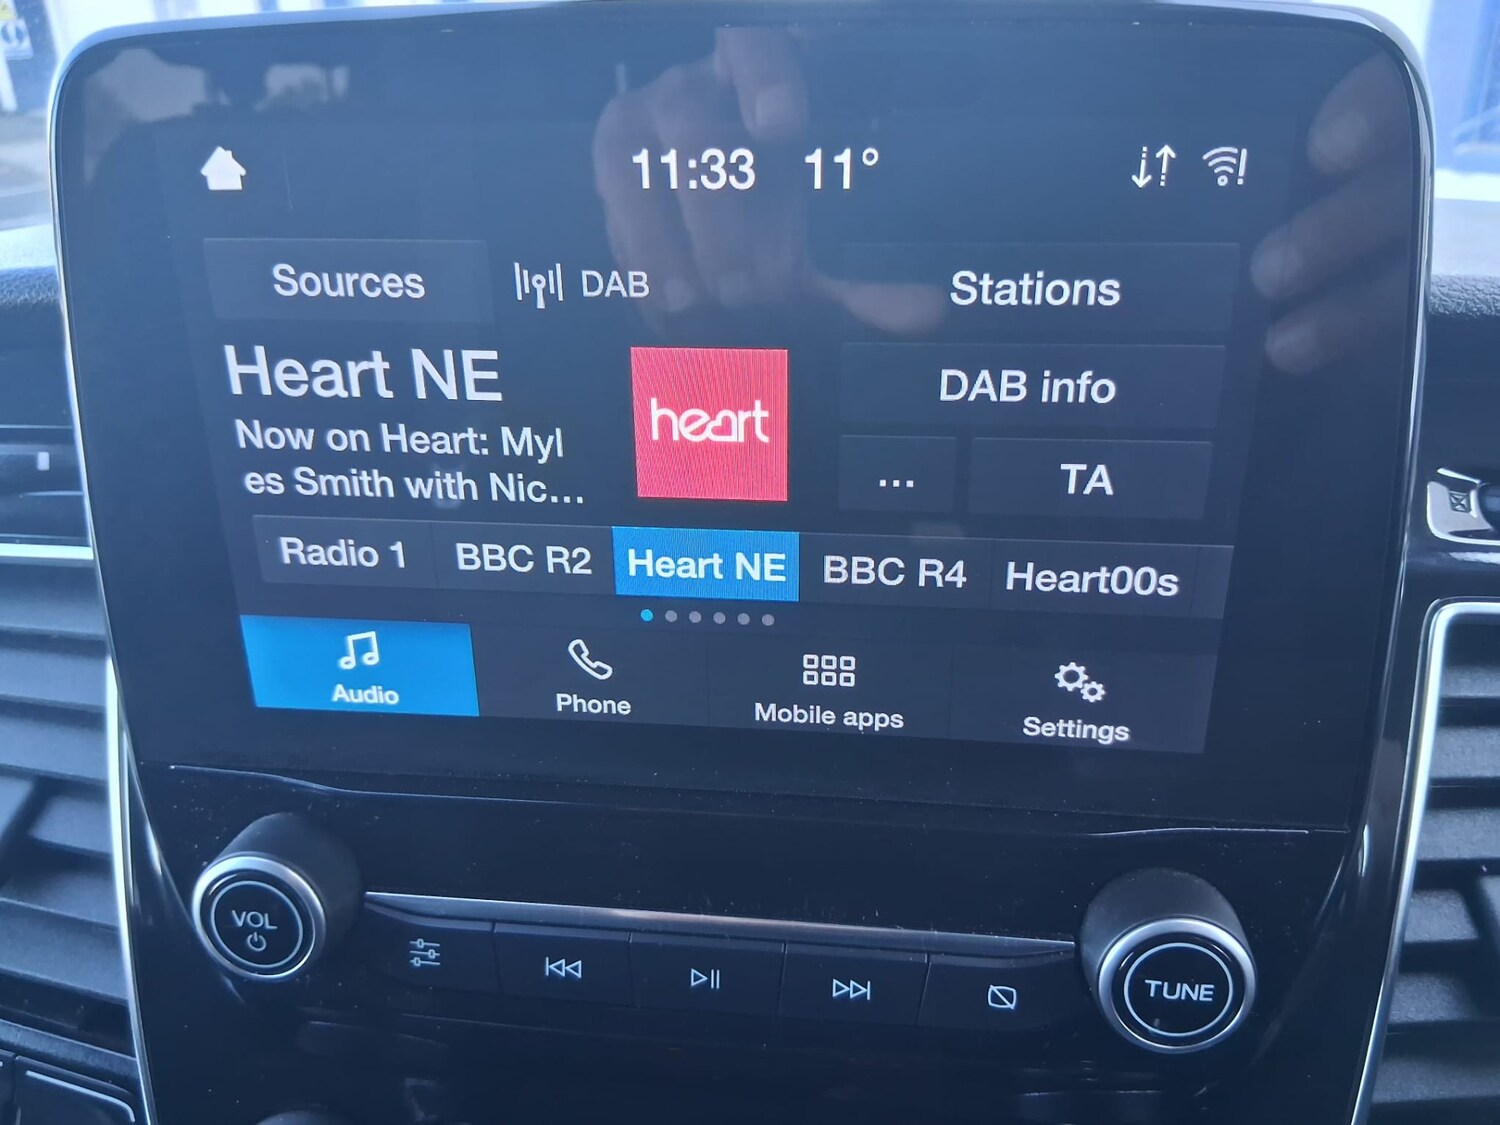 11:33 11°
Sources
DAB
Stations
Heart NE
heart
DAB info
Now on Heart: Myl
es Smith with Nic...
...
TA
Radio 1
BBC R2
Heart NE
BBC R4
Heart00s
Audio
Phone
Mobile apps
Settings
VOL
TUNE